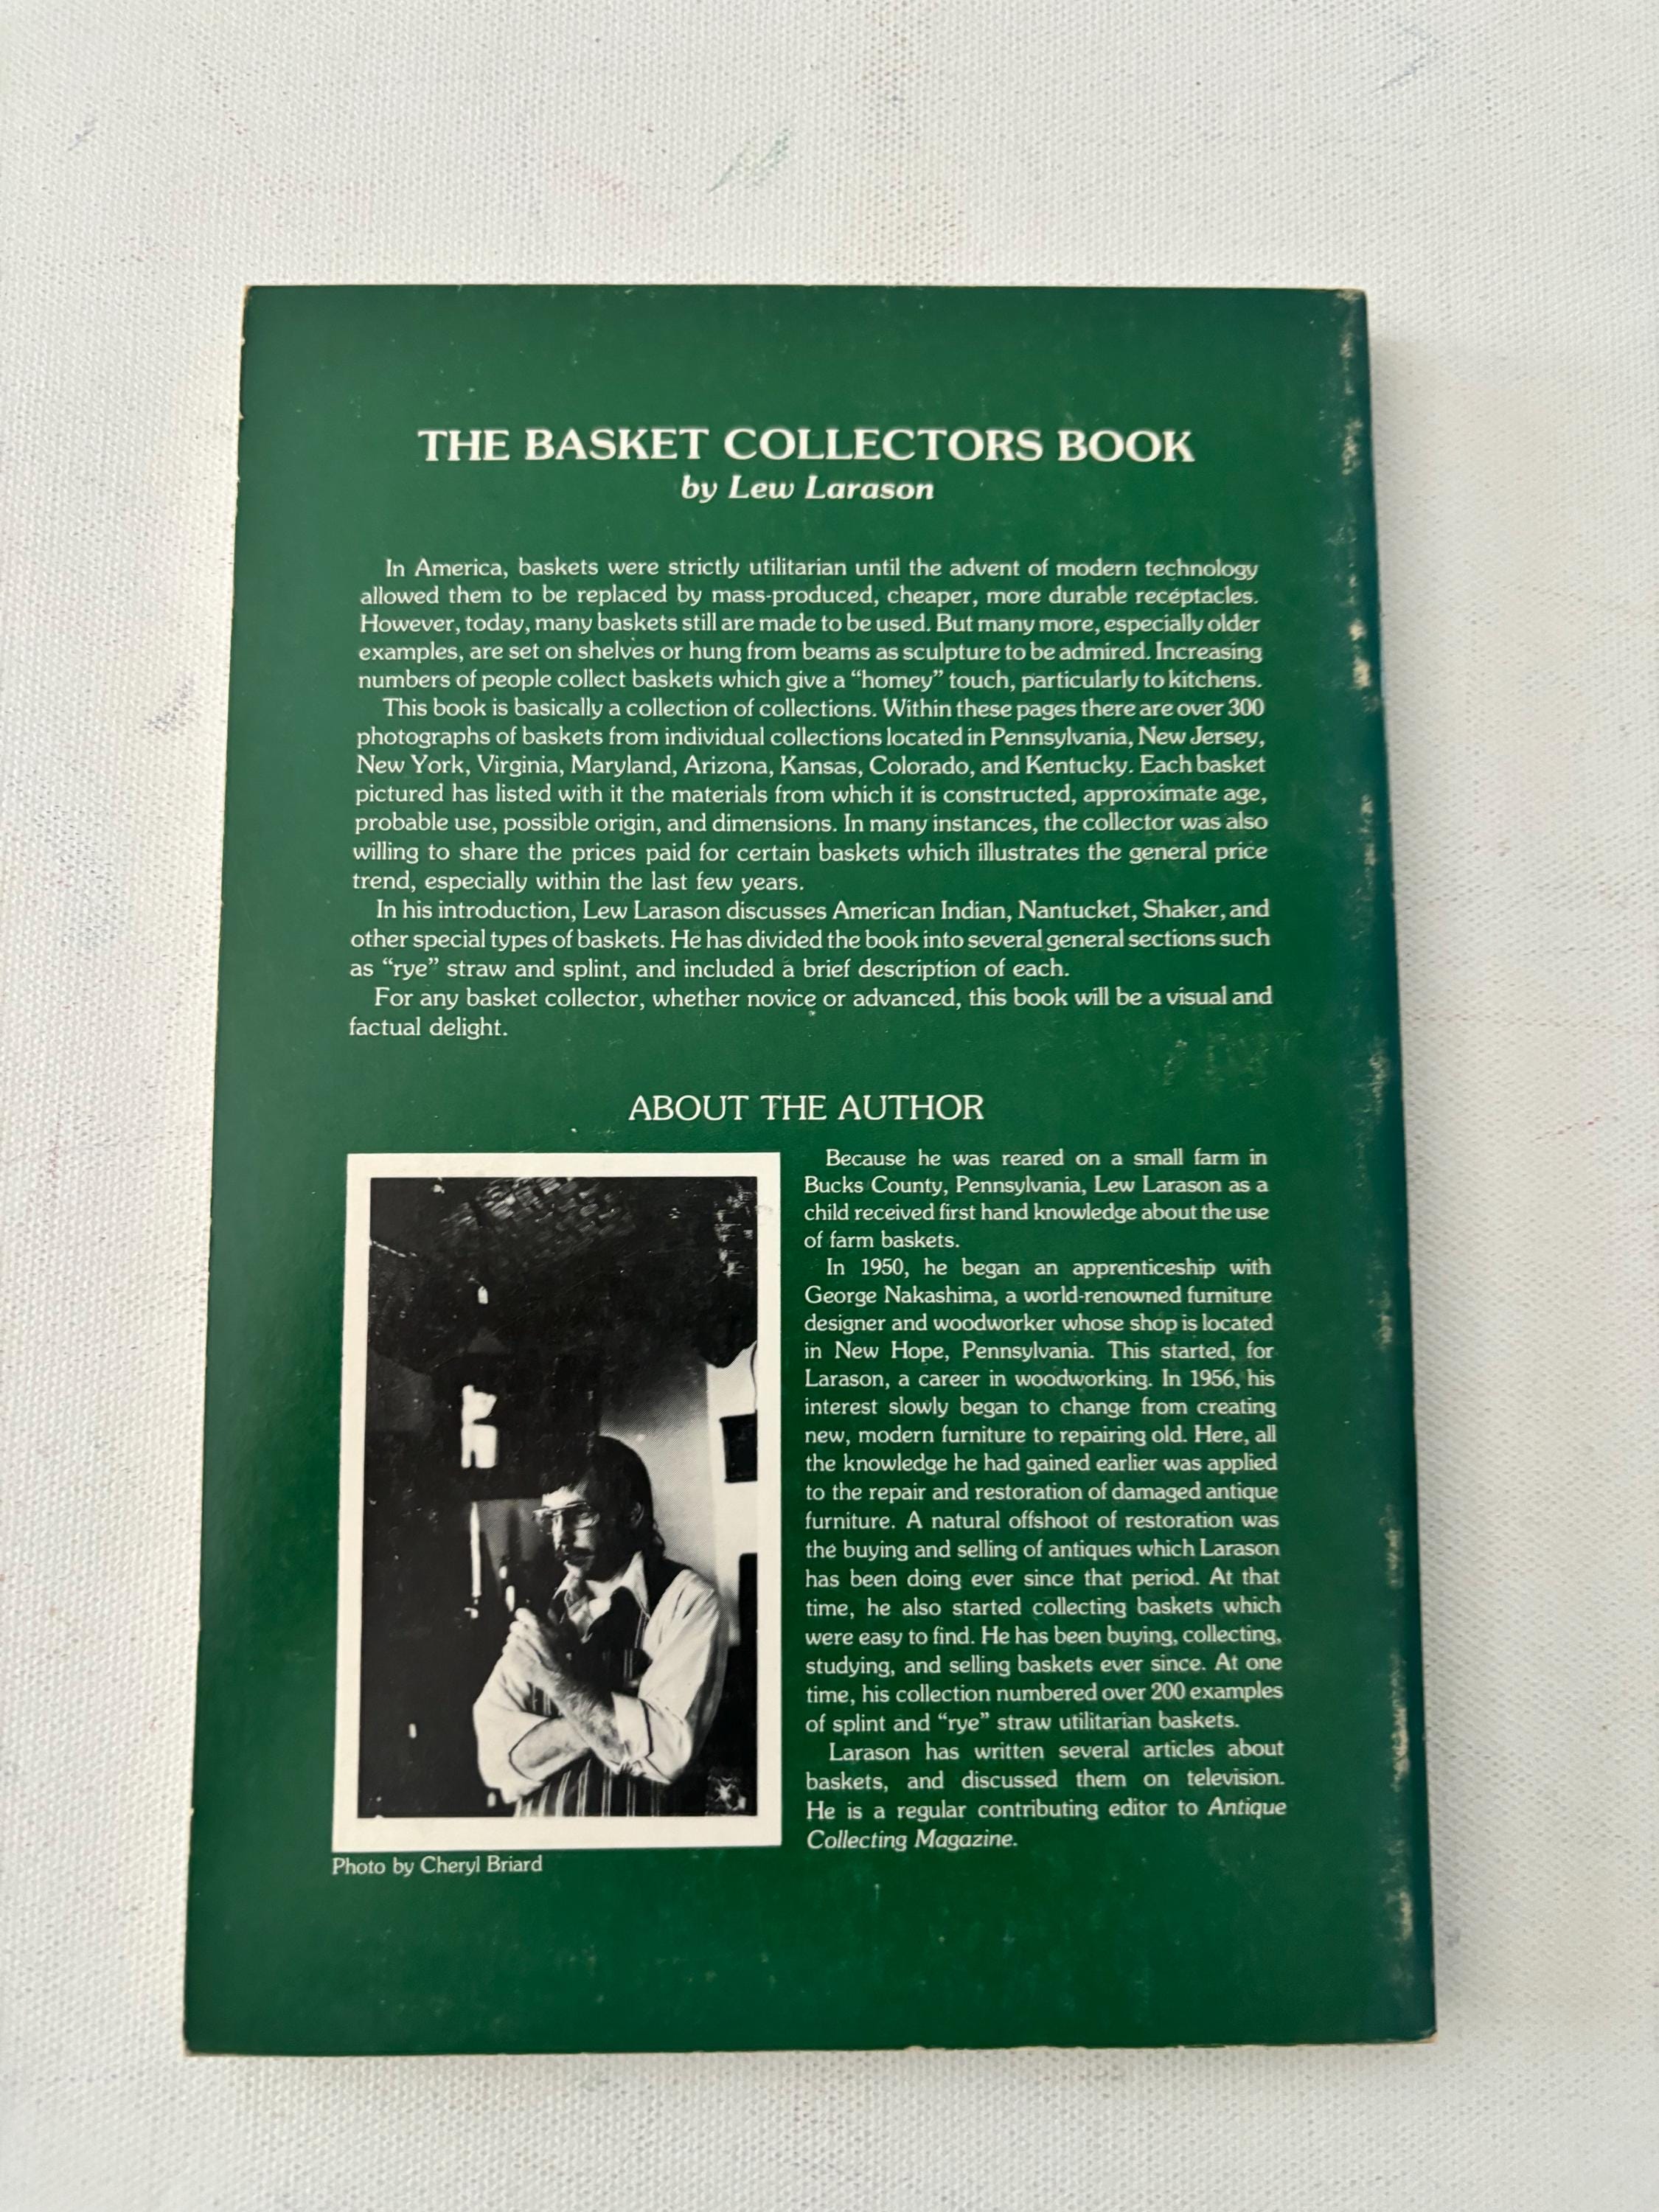 THE BASKET COLLECTORS BOOK
by Lew Larason
In America, baskets were strictly utilitarian until the advent of modern technology
allowed them to be replaced by mass-produced, cheaper, more durable receptacles.
However, today, many baskets still are made to be used. But many more, especially older
examples, are set on shelves or hung from beams as sculpture to be admired. Increasing
numbers of people collect baskets which give a “homey” touch, particularly to kitchens.
This book is basically a collection of collections. Within these pages there are over 300
photographs of baskets from individual collections located in Pennsylvania, New Jersey,
New York, Virginia, Maryland, Arizona, Kansas, Colorado, and Kentucky. Each basket
pictured has listed with it the materials from which it is constructed, approximate age,
probable use, possible origin, and dimensions. In many instances, the collector was also
willing to share the prices paid for certain baskets which illustrates the general price
trend, especially within the last few years.
In his introduction, Lew Larason discusses American Indian, Nantucket, Shaker, and
other special types of baskets. He has divided the book into several general sections such
as “rye” straw and splint, and included a brief description of each.
For any basket collector, whether novice or advanced, this book will be a visual and
factual delight.
ABOUT THE AUTHOR
Because he was reared on a small farm in
Bucks County, Pennsylvania, Lew Larason as a
child received first hand knowledge about the use
of farm baskets.
In 1950, he began an apprenticeship with
George Nakashima, a world-renowned furniture
designer and woodworker whose shop is located
in New Hope, Pennsylvania. This started, for
Larason, a career in woodworking. In 1956, his
interest slowly began to change from creating
new, modern furniture to repairing old. Here, all
the knowledge he had gained earlier was applied
to the repair and restoration of damaged antique
furniture. A natural offshoot of restoration was
the buying and selling of antiques which Larason
has been doing ever since that period. At that
time, he also started collecting baskets which
were easy to find. He has been buying, collecting,
studying, and selling baskets ever since. At one
time, his collection numbered over 200 examples
of splint and “rye” straw utilitarian baskets.
Larason has written several articles about
baskets, and discussed them on television.
He is a regular contributing editor to Antique
Collecting Magazine.
Photo by Cheryl Briard